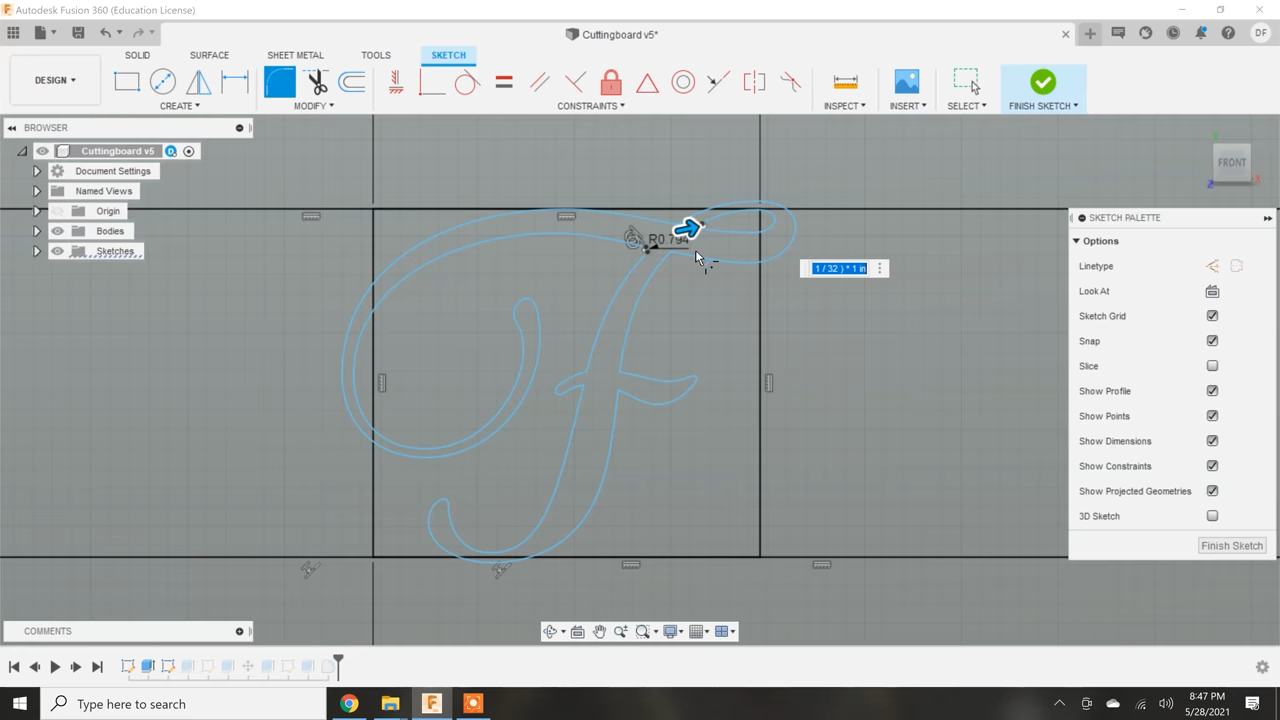 Autodesk Fusion 360 (Education License)
Cuttingboard v5*
DF
SOLID SURFACE SHEET METAL TOOLS SKETCH
DESIGN
CREATE MODIFY CONSTRAINTS INSPECT INSERT SELECT FINISH SKETCH
BROWSER
Cuttingboard v5
Document Settings
Named Views
Origin
Bodies
Sketches
FRONT
Y
X
Z
R0.794
1 / 32 ) * 1 in
SKETCH PALETTE
Options
Linetype
Look At
Sketch Grid
Snap
Slice
Show Profile
Show Points
Show Dimensions
Show Constraints
Show Projected Geometries
3D Sketch
Finish Sketch
F
COMMENTS
Type here to search
8:47 PM
5/28/2021